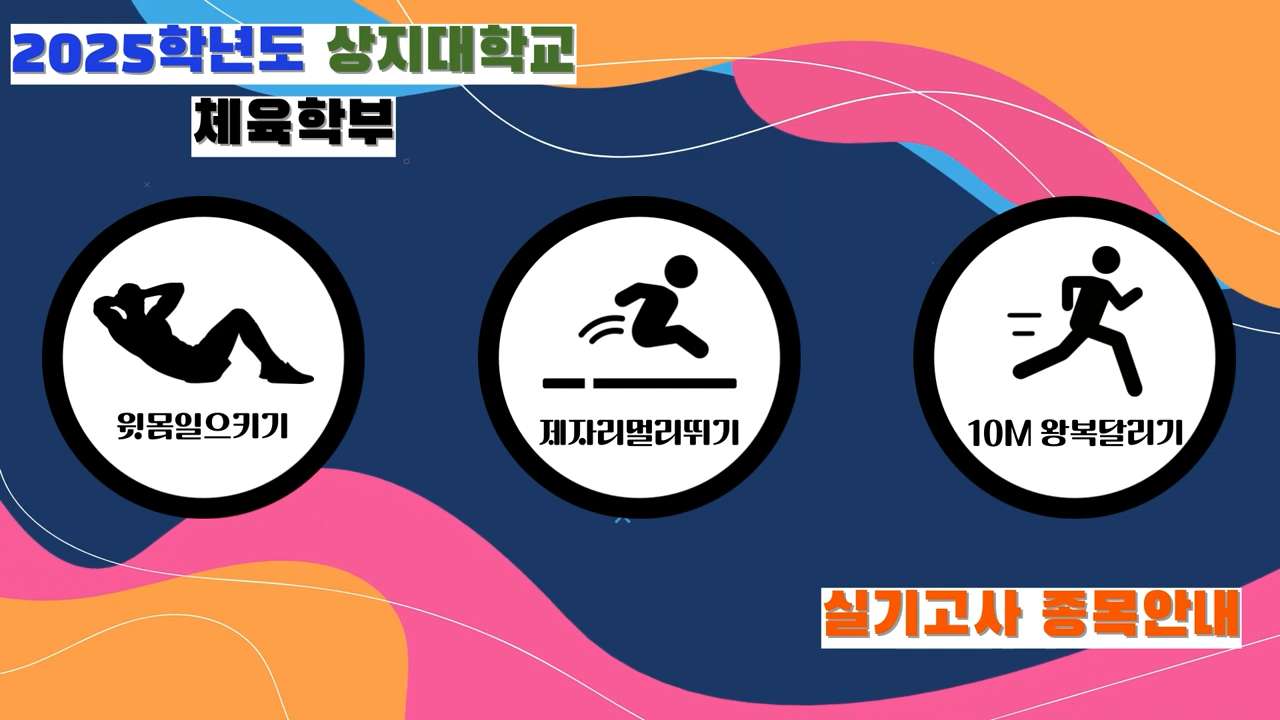 2025학년도 상지대학교
체육학부
윗몸일으키기
제자리멀리뛰기
10M 왕복달리기
실기고사 종목안내